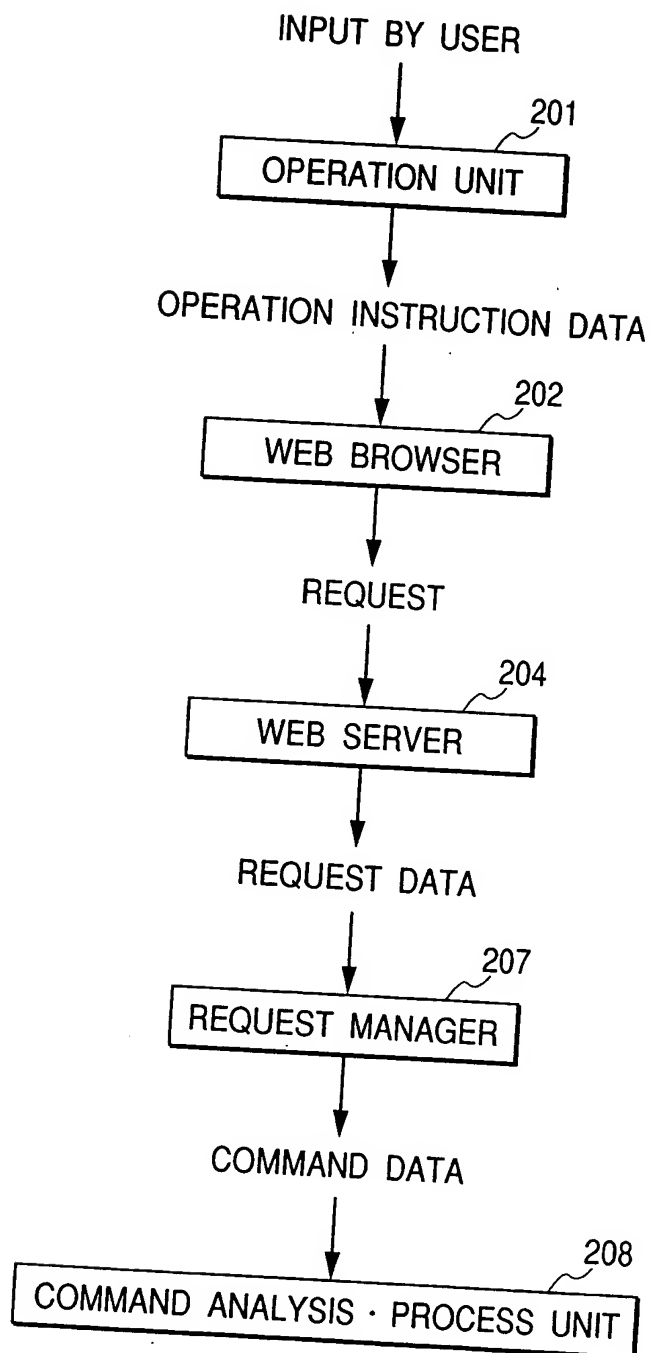 INPUT BY USER
201
OPERATION UNIT
OPERATION INSTRUCTION DATA
202
WEB BROWSER
REQUEST
204
WEB SERVER
REQUEST DATA
207
REQUEST MANAGER
COMMAND DATA
208
COMMAND ANALYSIS · PROCESS UNIT